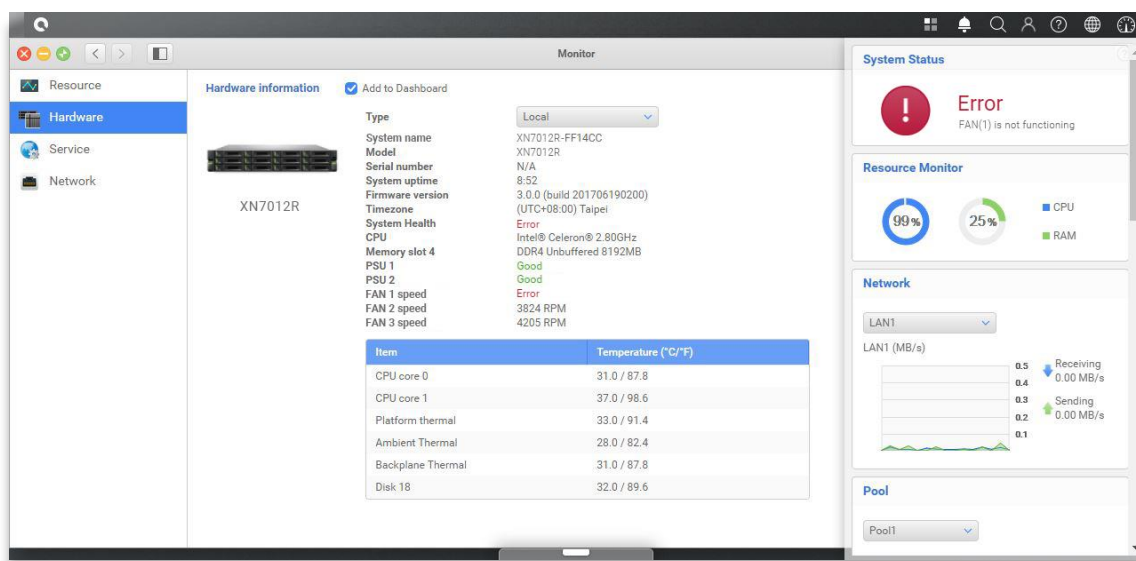 Monitor
Resource
Hardware
Service
Network
Hardware information
Add to Dashboard
XN7012R
Type Local
System name XN7012R-FF14CC
Model XN7012R
Serial number N/A
System uptime 8:52
Firmware version 3.0.0 (build 201706190200)
Timezone (UTC+08:00) Taipei
System Health Error
CPU Intel® Celeron® 2.80GHz
Memory slot 4 DDR4 Unbuffered 8192MB
PSU 1 Good
PSU 2 Good
FAN 1 speed Error
FAN 2 speed 3824 RPM
FAN 3 speed 4205 RPM
Item Temperature (°C/°F)
CPU core 0 31.0 / 87.8
CPU core 1 37.0 / 98.6
Platform thermal 33.0 / 91.4
Ambient Thermal 28.0 / 82.4
Backplane Thermal 31.0 / 87.8
Disk 18 32.0 / 89.6
System Status
Error
FAN(1) is not functioning
Resource Monitor
99%
25%
CPU
RAM
Network
LAN1
LAN1 (MB/s)
0.5
0.4
0.3
0.2
0.1
Receiving
0.00 MB/s
Sending
0.00 MB/s
Pool
Pool1